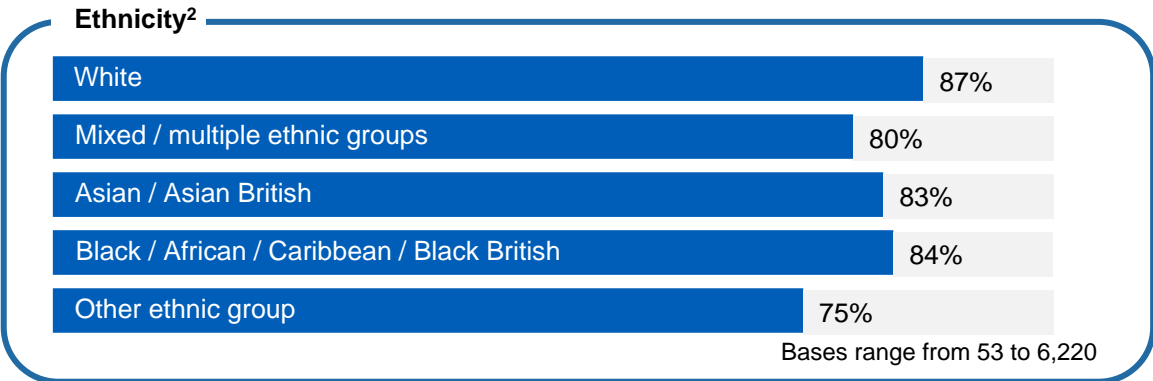 Ethnicity²
White 87%
Mixed / multiple ethnic groups 80%
Asian / Asian British 83%
Black / African / Caribbean / Black British 84%
Other ethnic group 75%
Bases range from 53 to 6,220